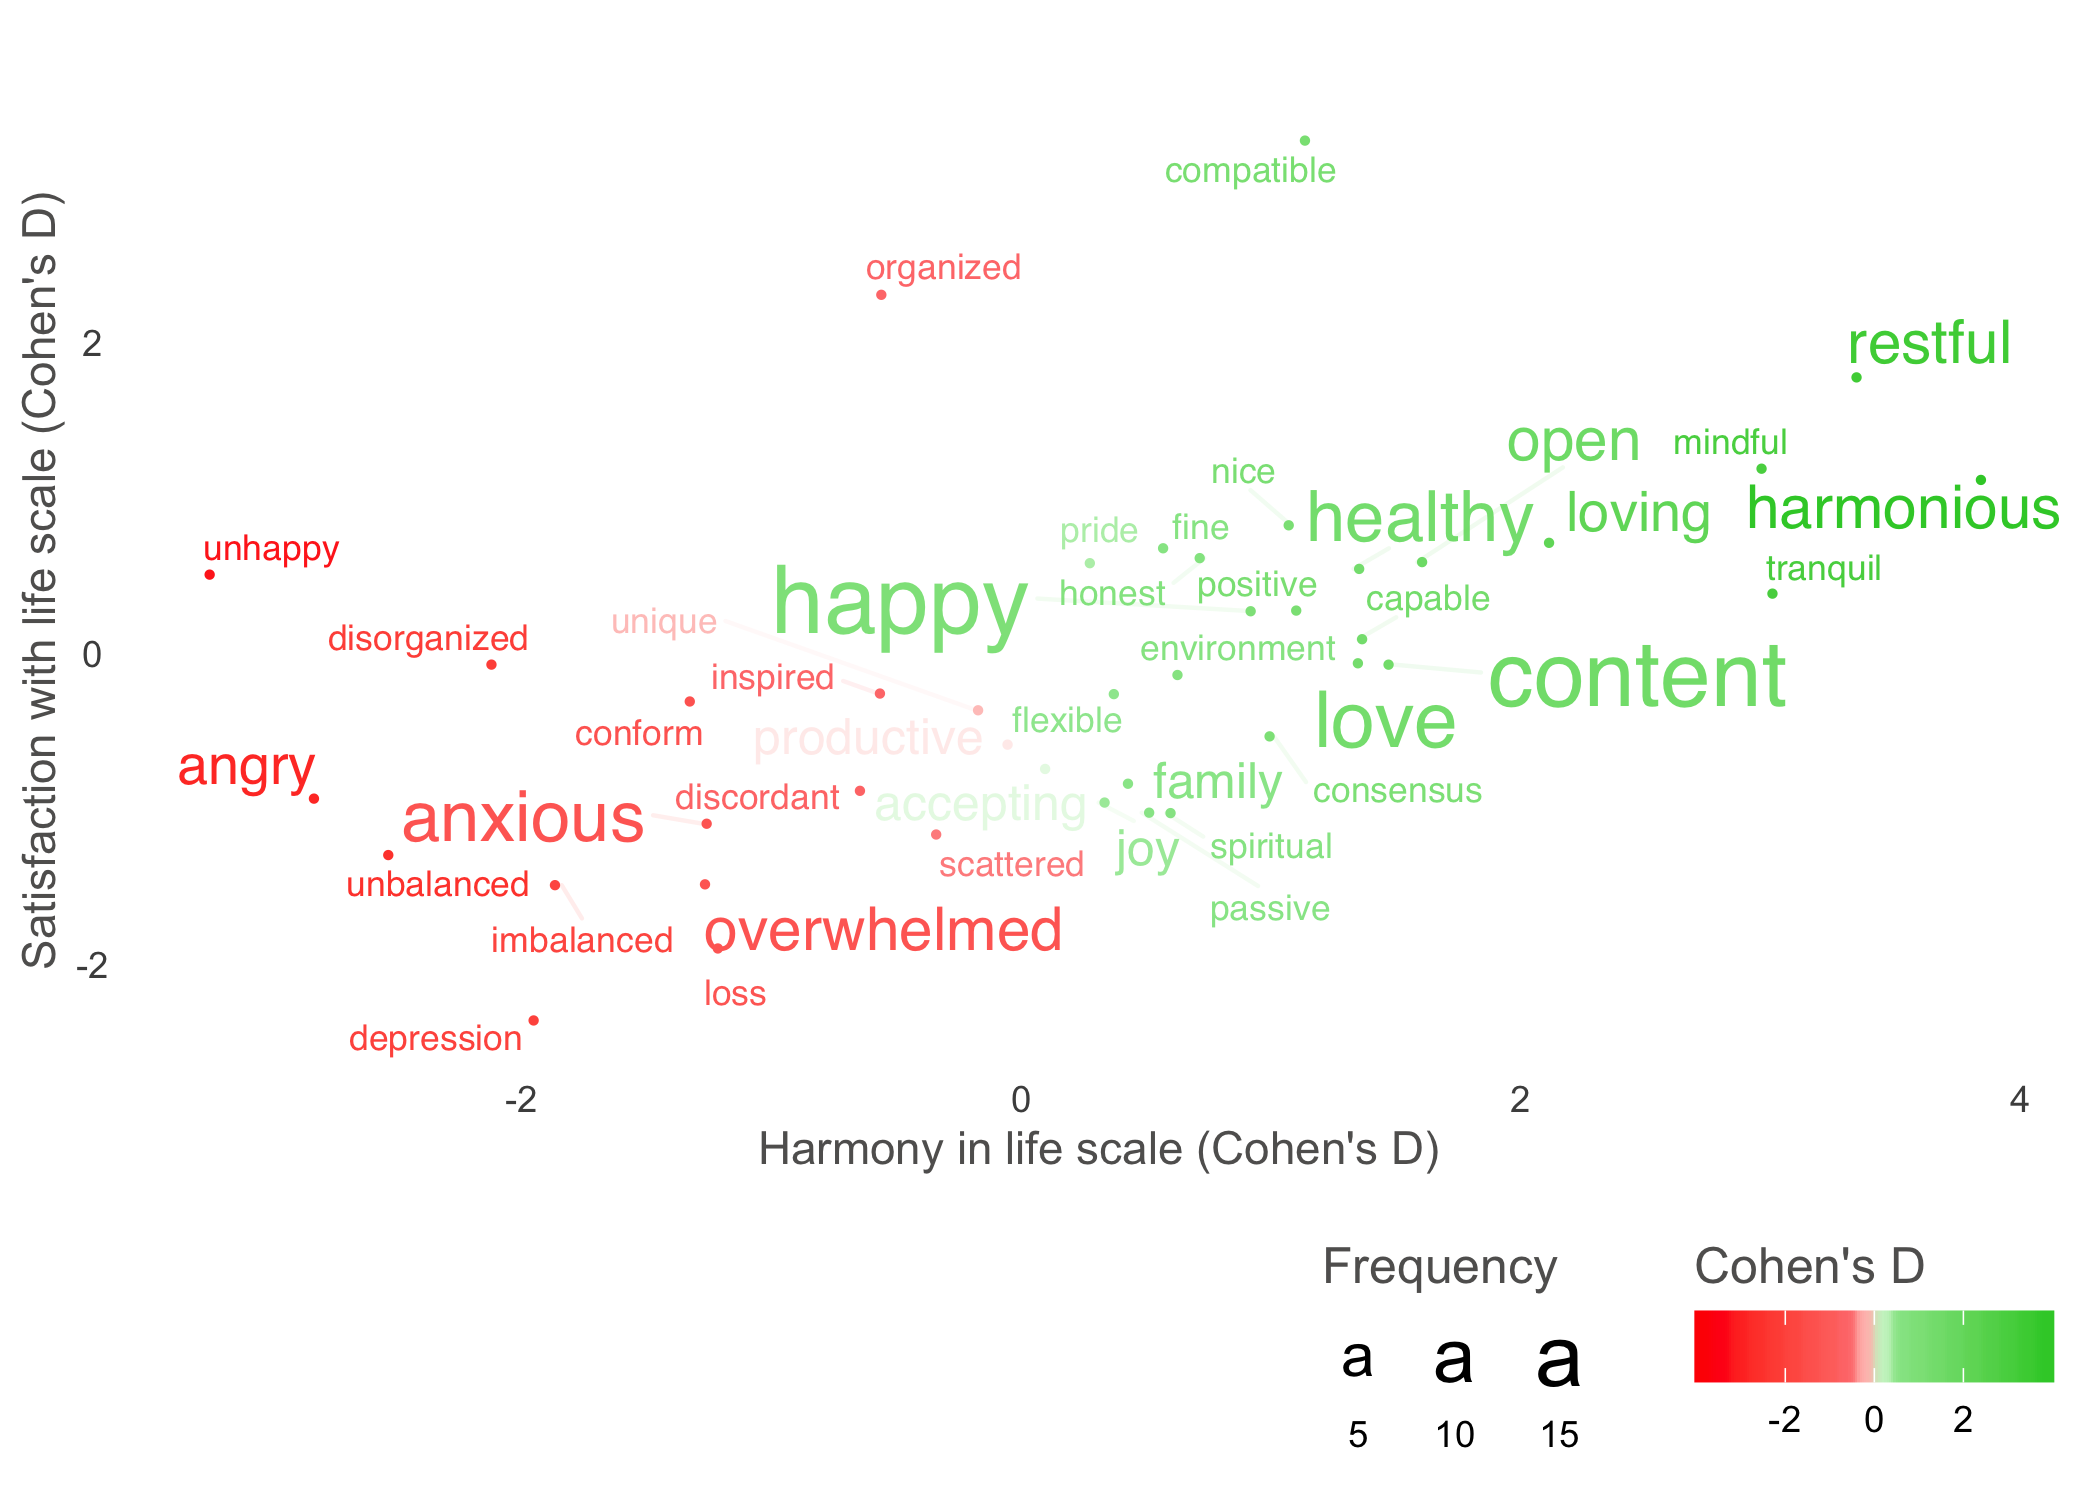 compatible
organized
2
restful
open
mindful
nice
healthy
loving
harmonious
pride
fine
unhappy
tranquil
happy
honest
positive
capable
unique
disorganized
0
environment
inspired
content
flexible
love
conform
productive
angry
family
consensus
discordant
accepting
anxious
joy
spiritual
scattered
unbalanced
passive
overwhelmed
imbalanced
-2
loss
depression
Satisfaction with life scale (Cohen's D)
-2 0 2 4
Harmony in life scale (Cohen's D)
Frequency
a a a
5 10 15
Cohen's D
-2 0 2